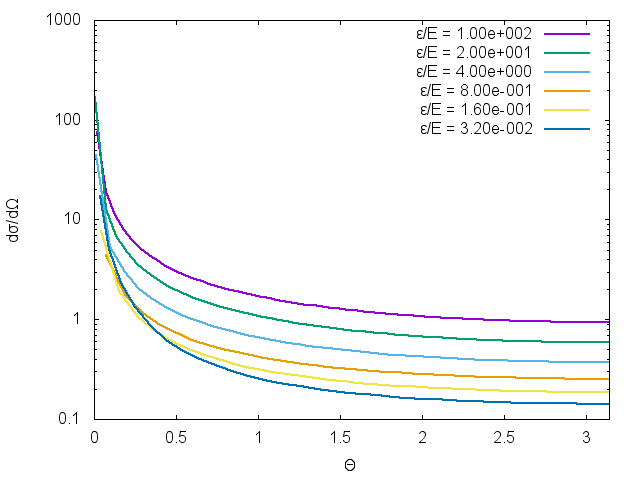 1000
100
10
1
0.1
dσ/dΩ
ε/E = 1.00e+002
ε/E = 2.00e+001
ε/E = 4.00e+000
ε/E = 8.00e-001
ε/E = 1.60e-001
ε/E = 3.20e-002
0 0.5 1 1.5 2 2.5 3
Θ